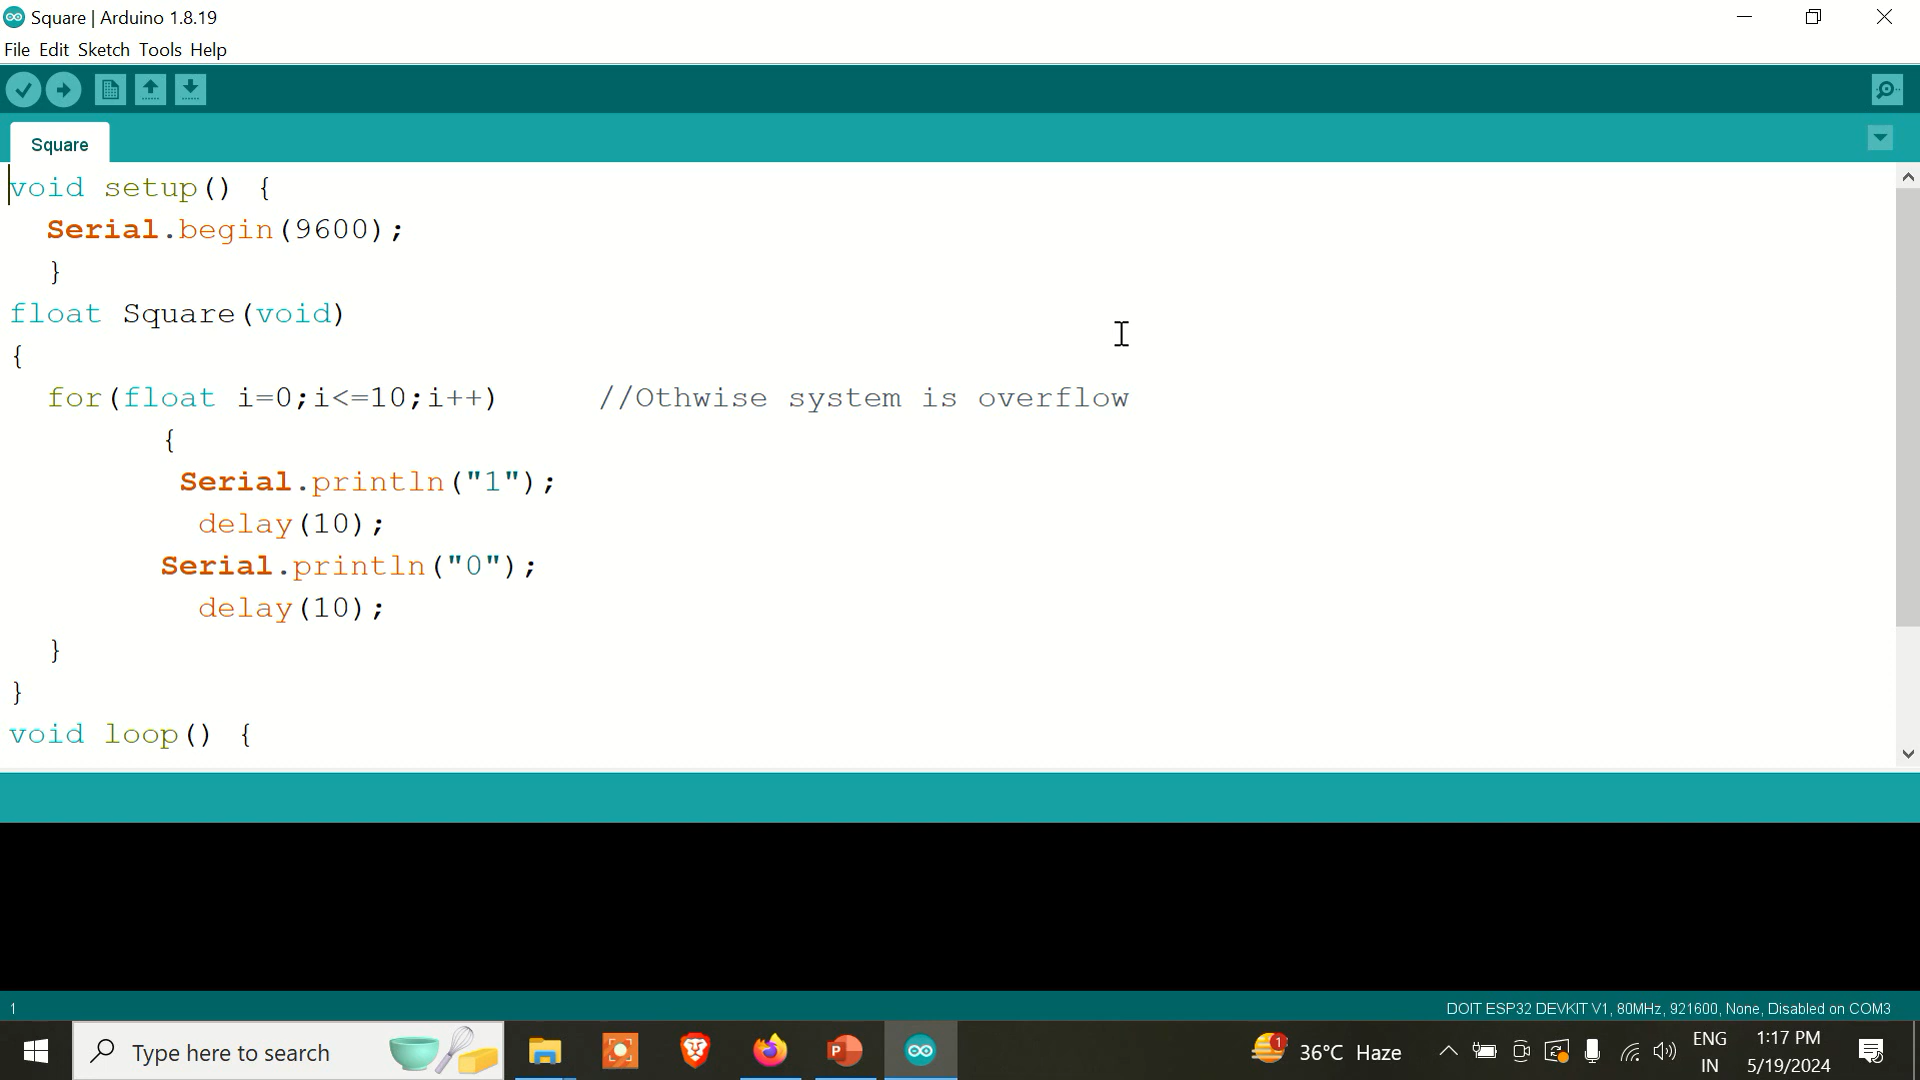 Square | Arduino 1.8.19
File Edit Sketch Tools Help
Square
void setup() {
Serial.begin(9600);
}
float Square(void)
{
for(float i=0;i<=10;i++) //Othwise system is overflow
{
Serial.println("1");
delay(10);
Serial.println("0");
delay(10);
}
}
void loop() {
1
DOIT ESP32 DEVKIT V1, 80MHz, 921600, None, Disabled on COM3
Type here to search
1
36°C Haze
ENG
IN
1:17 PM
5/19/2024